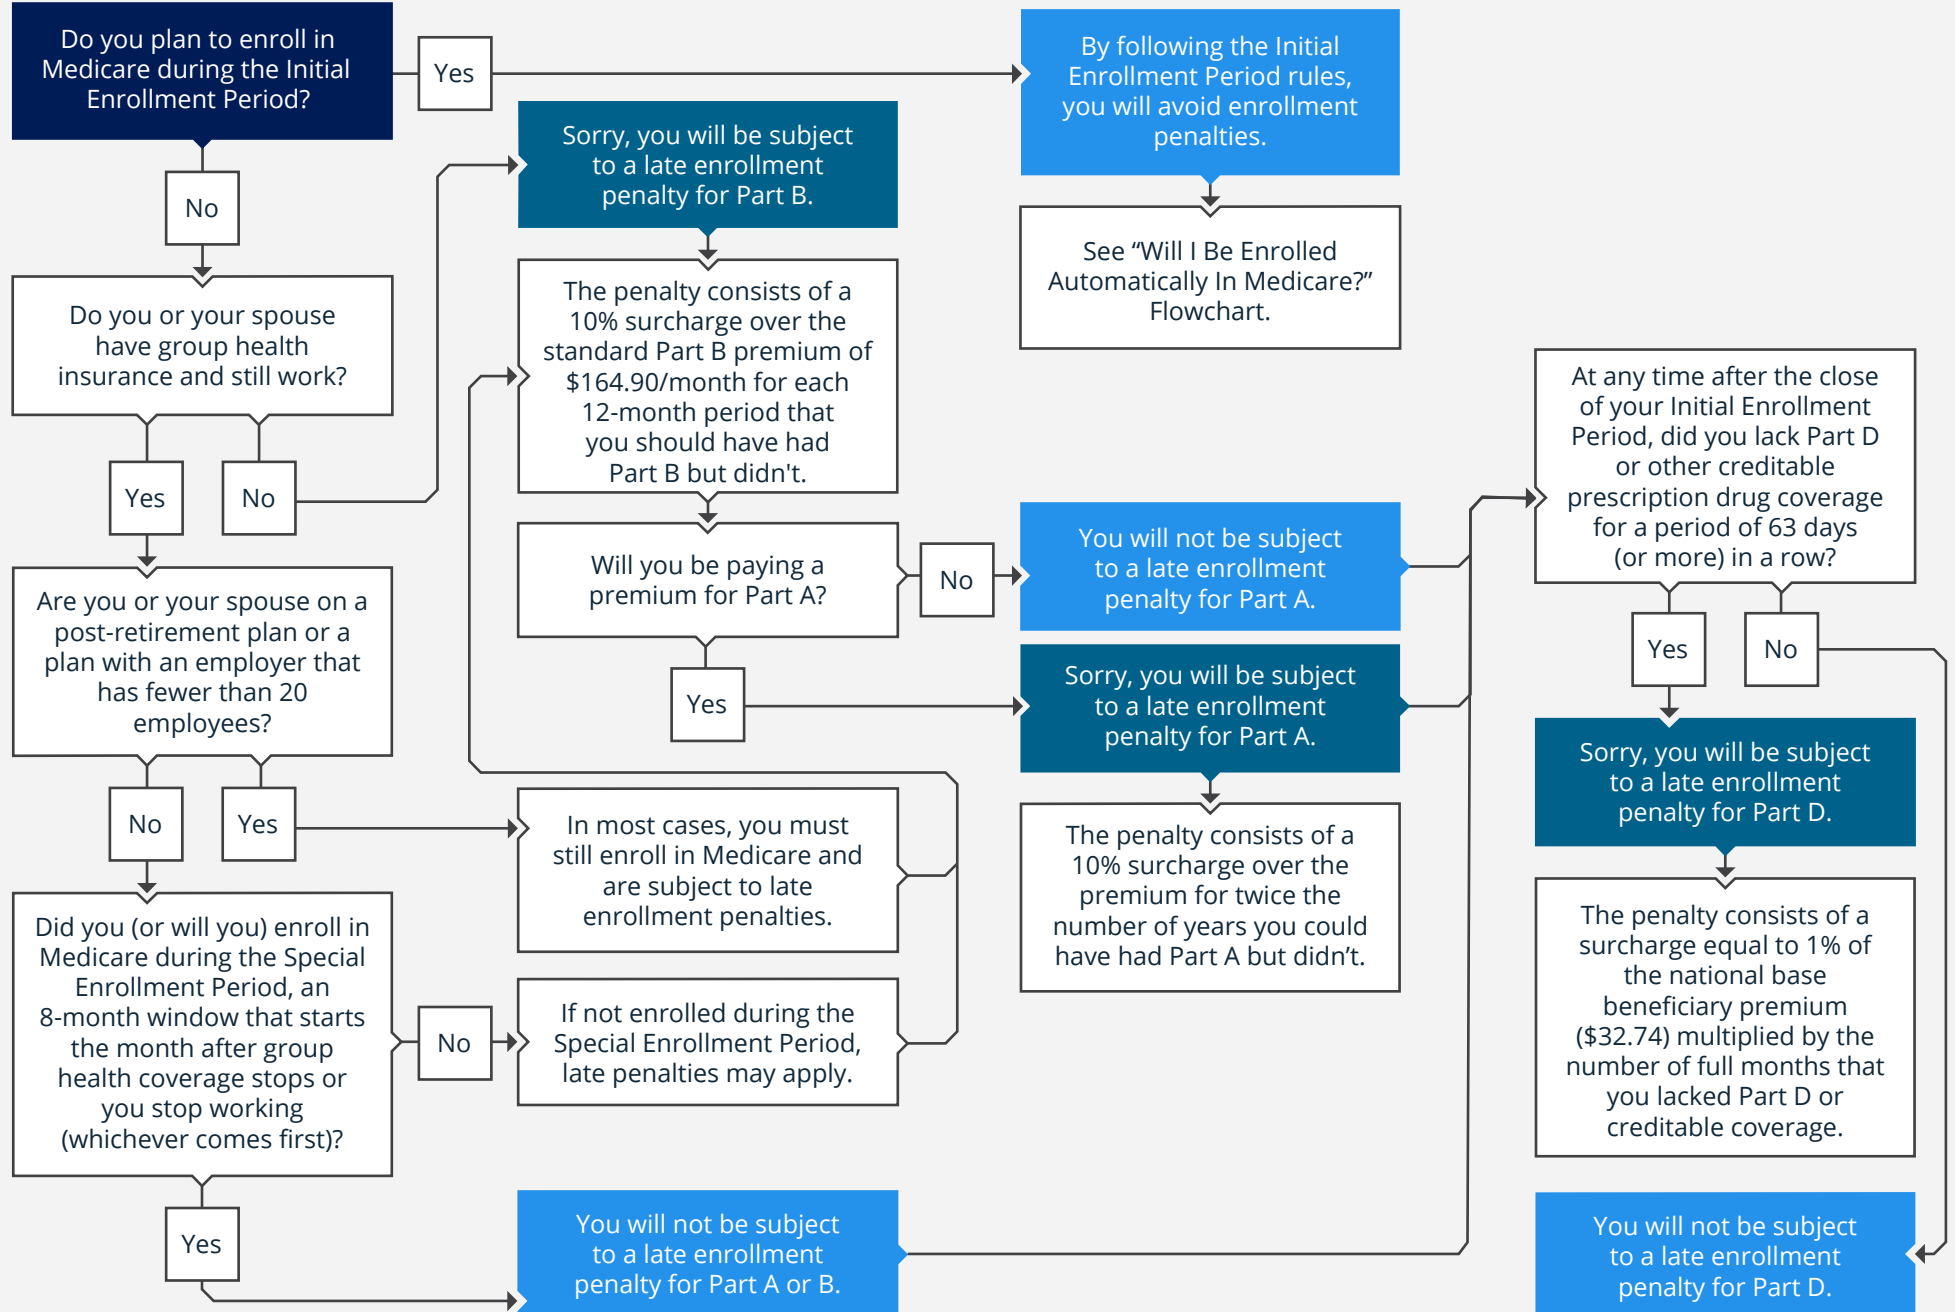 Do you plan to enroll in
Medicare during the Initial
Enrollment Period?
Yes
By following the Initial
Enrollment Period rules,
you will avoid enrollment
penalties.
See “Will I Be Enrolled
Automatically In Medicare?”
Flowchart.
No
Do you or your spouse
have group health
insurance and still work?
Yes
No
Sorry, you will be subject
to a late enrollment
penalty for Part B.
The penalty consists of a
10% surcharge over the
standard Part B premium of
$164.90/month for each
12-month period that
you should have had
Part B but didn't.
Will you be paying a
premium for Part A?
No
You will not be subject
to a late enrollment
penalty for Part A.
Yes
Sorry, you will be subject
to a late enrollment
penalty for Part A.
The penalty consists of a
10% surcharge over the
premium for twice the
number of years you could
have had Part A but didn’t.
Are you or your spouse on a
post-retirement plan or a
plan with an employer that
has fewer than 20
employees?
No
Yes
In most cases, you must
still enroll in Medicare and
are subject to late
enrollment penalties.
Did you (or will you) enroll in
Medicare during the Special
Enrollment Period, an
8-month window that starts
the month after group
health coverage stops or
you stop working
(whichever comes first)?
No
If not enrolled during the
Special Enrollment Period,
late penalties may apply.
Yes
You will not be subject
to a late enrollment
penalty for Part A or B.
At any time after the close
of your Initial Enrollment
Period, did you lack Part D
or other creditable
prescription drug coverage
for a period of 63 days
(or more) in a row?
Yes
No
Sorry, you will be subject
to a late enrollment
penalty for Part D.
The penalty consists of a
surcharge equal to 1% of
the national base
beneficiary premium
($32.74) multiplied by the
number of full months that
you lacked Part D or
creditable coverage.
You will not be subject
to a late enrollment
penalty for Part D.